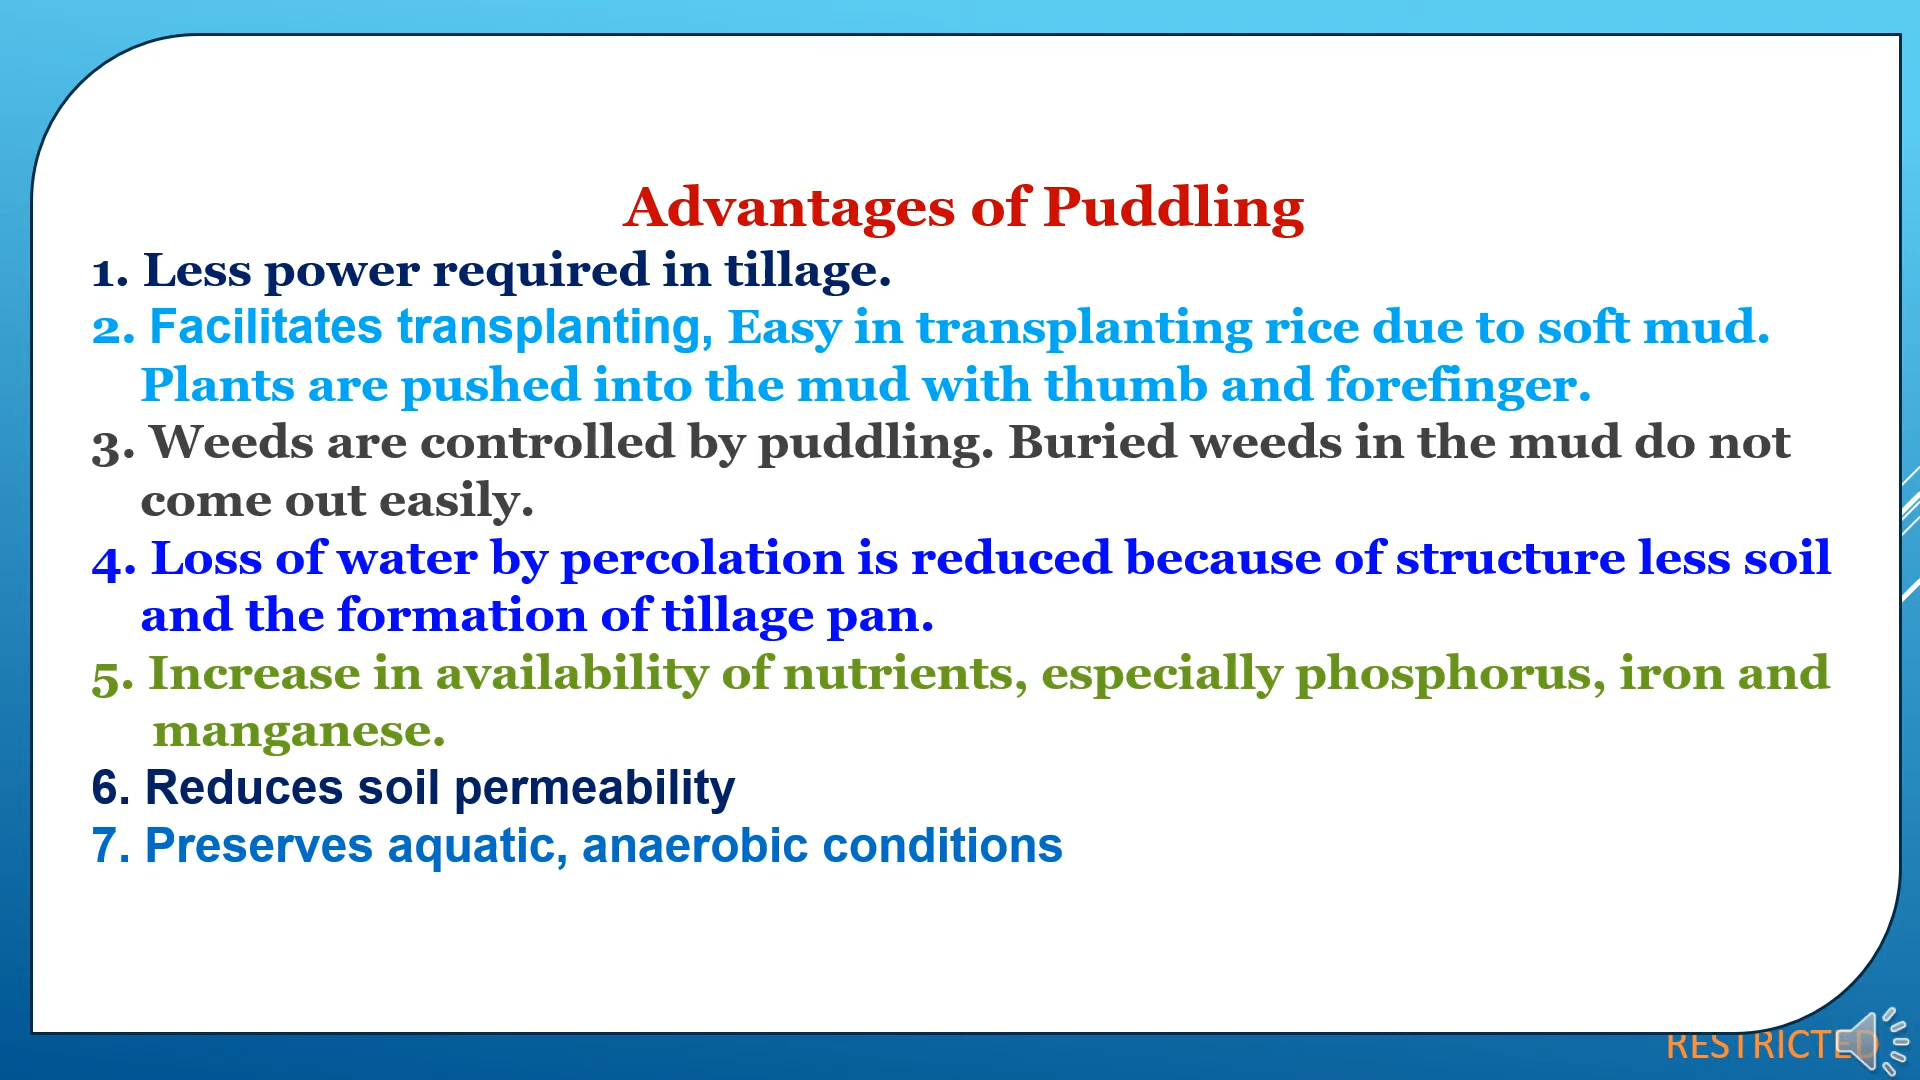 Advantages of Puddling
1. Less power required in tillage.
2. Facilitates transplanting, Easy in transplanting rice due to soft mud.
Plants are pushed into the mud with thumb and forefinger.
3. Weeds are controlled by puddling. Buried weeds in the mud do not
come out easily.
4. Loss of water by percolation is reduced because of structure less soil
and the formation of tillage pan.
5. Increase in availability of nutrients, especially phosphorus, iron and
manganese.
6. Reduces soil permeability
7. Preserves aquatic, anaerobic conditions
RESTRICTED